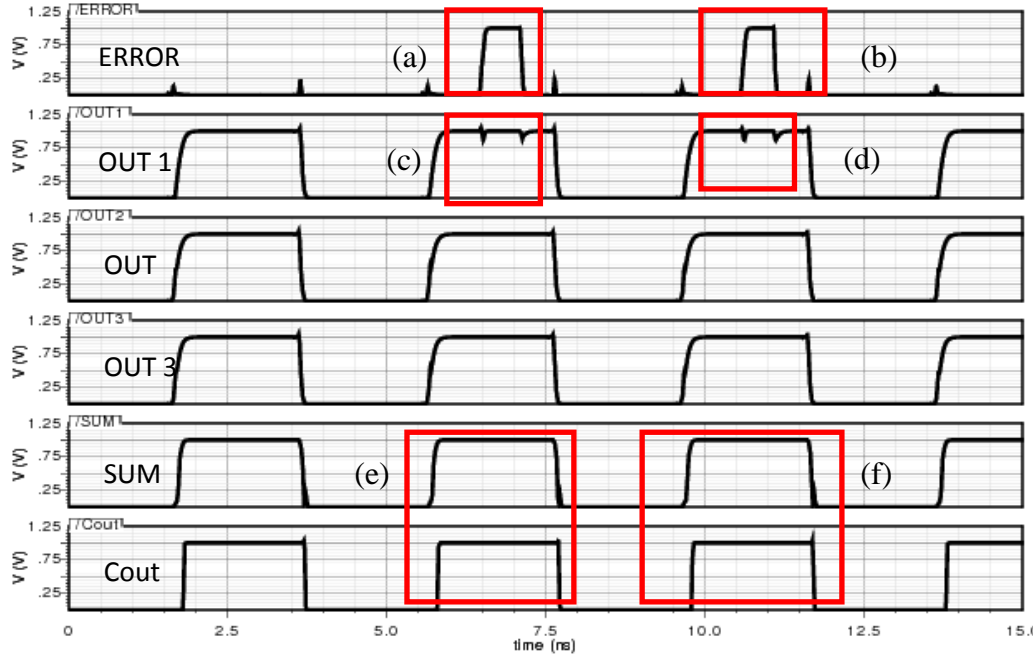 /ERROR
1.25
.75
.25
V (V)
ERROR
(a)
(b)
/OUT1
1.25
.75
.25
V (V)
OUT 1
(c)
(d)
/OUT2
1.25
.75
.25
V (V)
OUT
/OUT3
1.25
.75
.25
V (V)
OUT 3
/SUM
1.25
.75
.25
V (V)
SUM
(e)
(f)
/Cout
1.25
.75
.25
V (V)
Cout
0 2.5 5.0 7.5 10.0 12.5 15.0
time (ns)